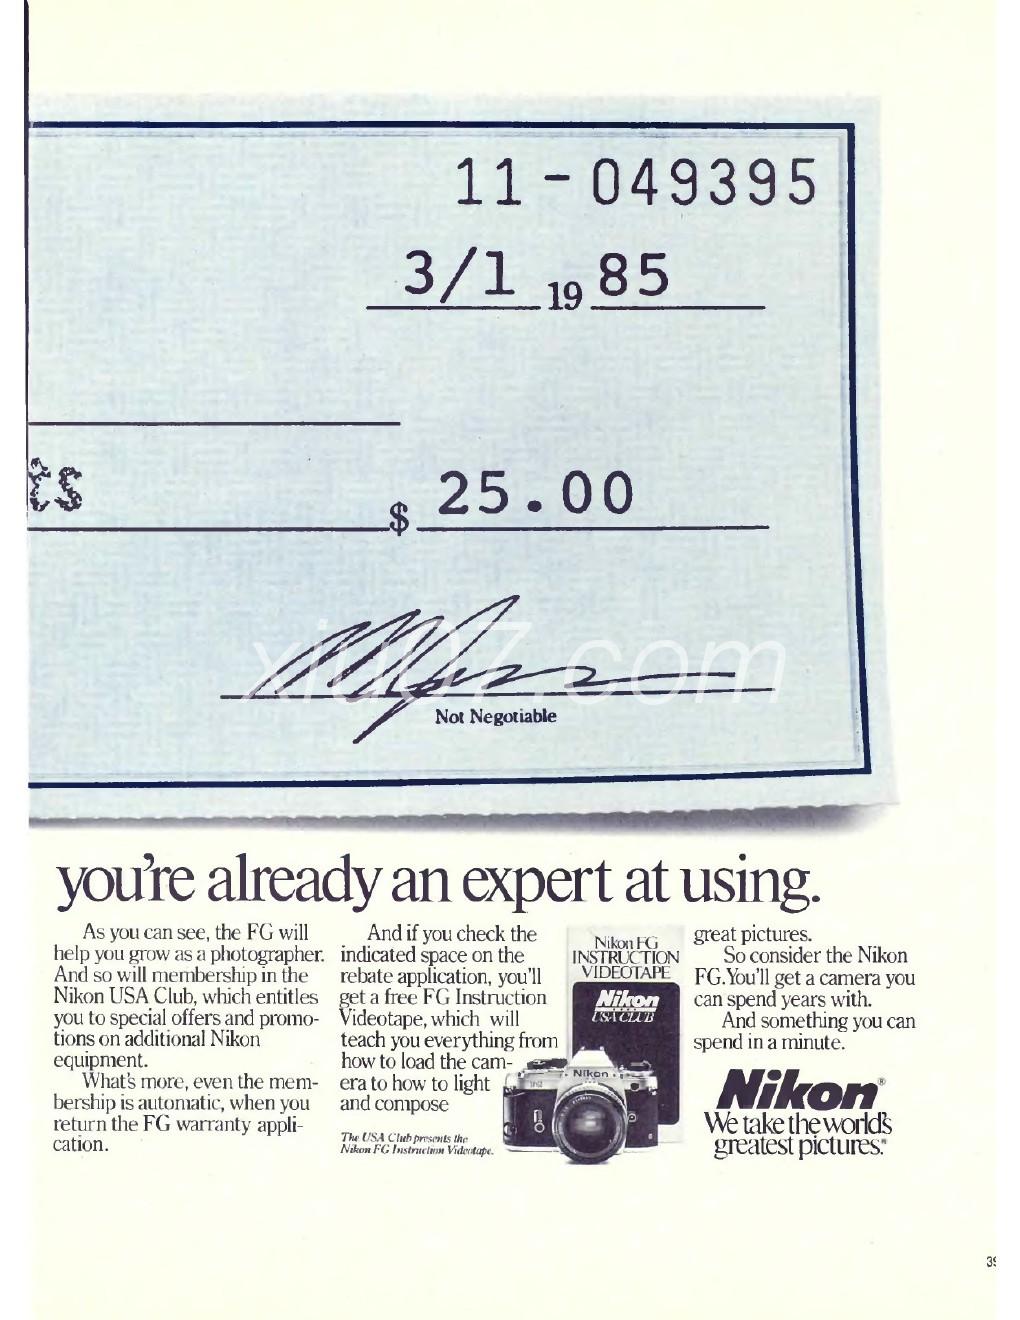 11-049395
3/1 19 85
ts
$ 25.00
xiu07.com
Not Negotiable
you're already an expert at using.
As you can see, the FG will
help you grow as a photographer.
And so will membership in the
Nikon USA Club, which entitles
you to special offers and promo-
tions on additional Nikon
equipment.
What's more, even the mem-
bership is automatic, when you
return the FG warranty appli-
cation.
And if you check the
indicated space on the
rebate application, you'll
get a free FG Instruction
Videotape, which will
teach you everything from
how to load the cam-
era to how to light
and compose
The USA Club presents the
Nikon FG Instruction Videotape.
Nikon FG
INSTRUCTION
VIDEOTAPE
Nikon
USA CLUB
Nikon
FG
great pictures.
So consider the Nikon
FG. You'll get a camera you
can spend years with.
And something you can
spend in a minute.
Nikon®
We take the world's
greatest pictures.®
39